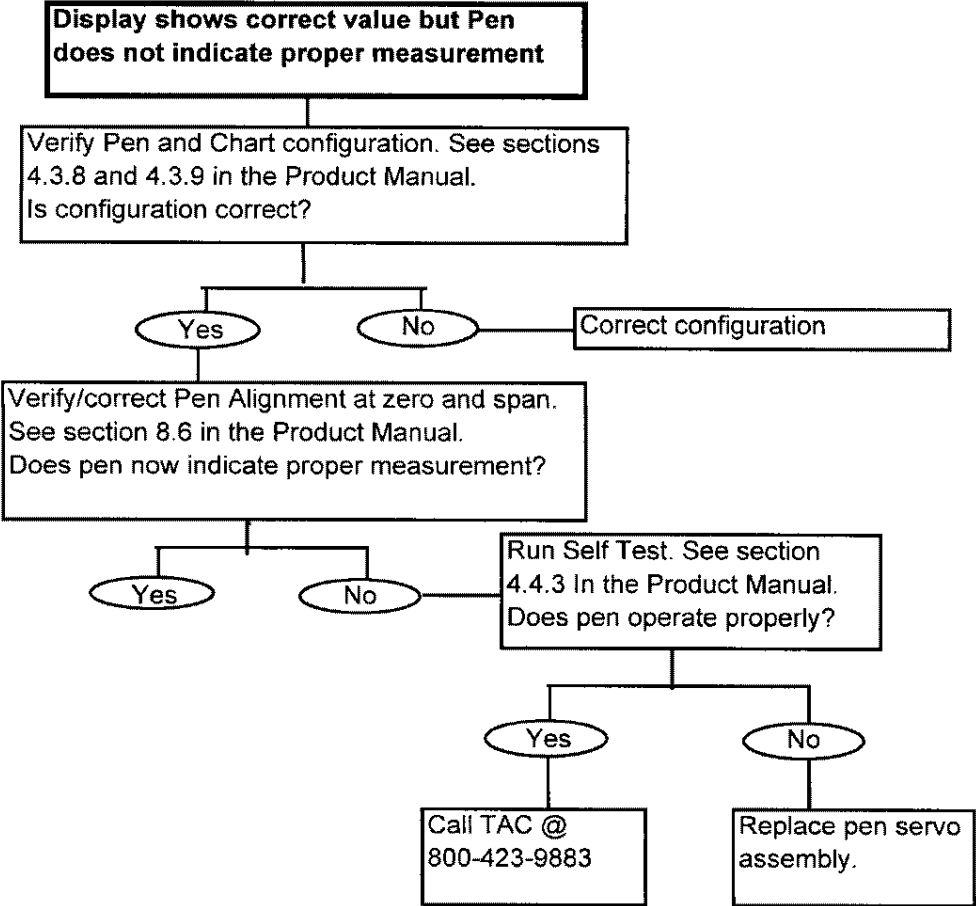 Display shows correct value but Pen
does not indicate proper measurement
Verify Pen and Chart configuration. See sections
4.3.8 and 4.3.9 in the Product Manual.
Is configuration correct?
Yes
No
Correct configuration
Verify/correct Pen Alignment at zero and span.
See section 8.6 in the Product Manual.
Does pen now indicate proper measurement?
Yes
No
Run Self Test. See section
4.4.3 In the Product Manual.
Does pen operate properly?
Yes
No
Call TAC @
800-423-9883
Replace pen servo
assembly.